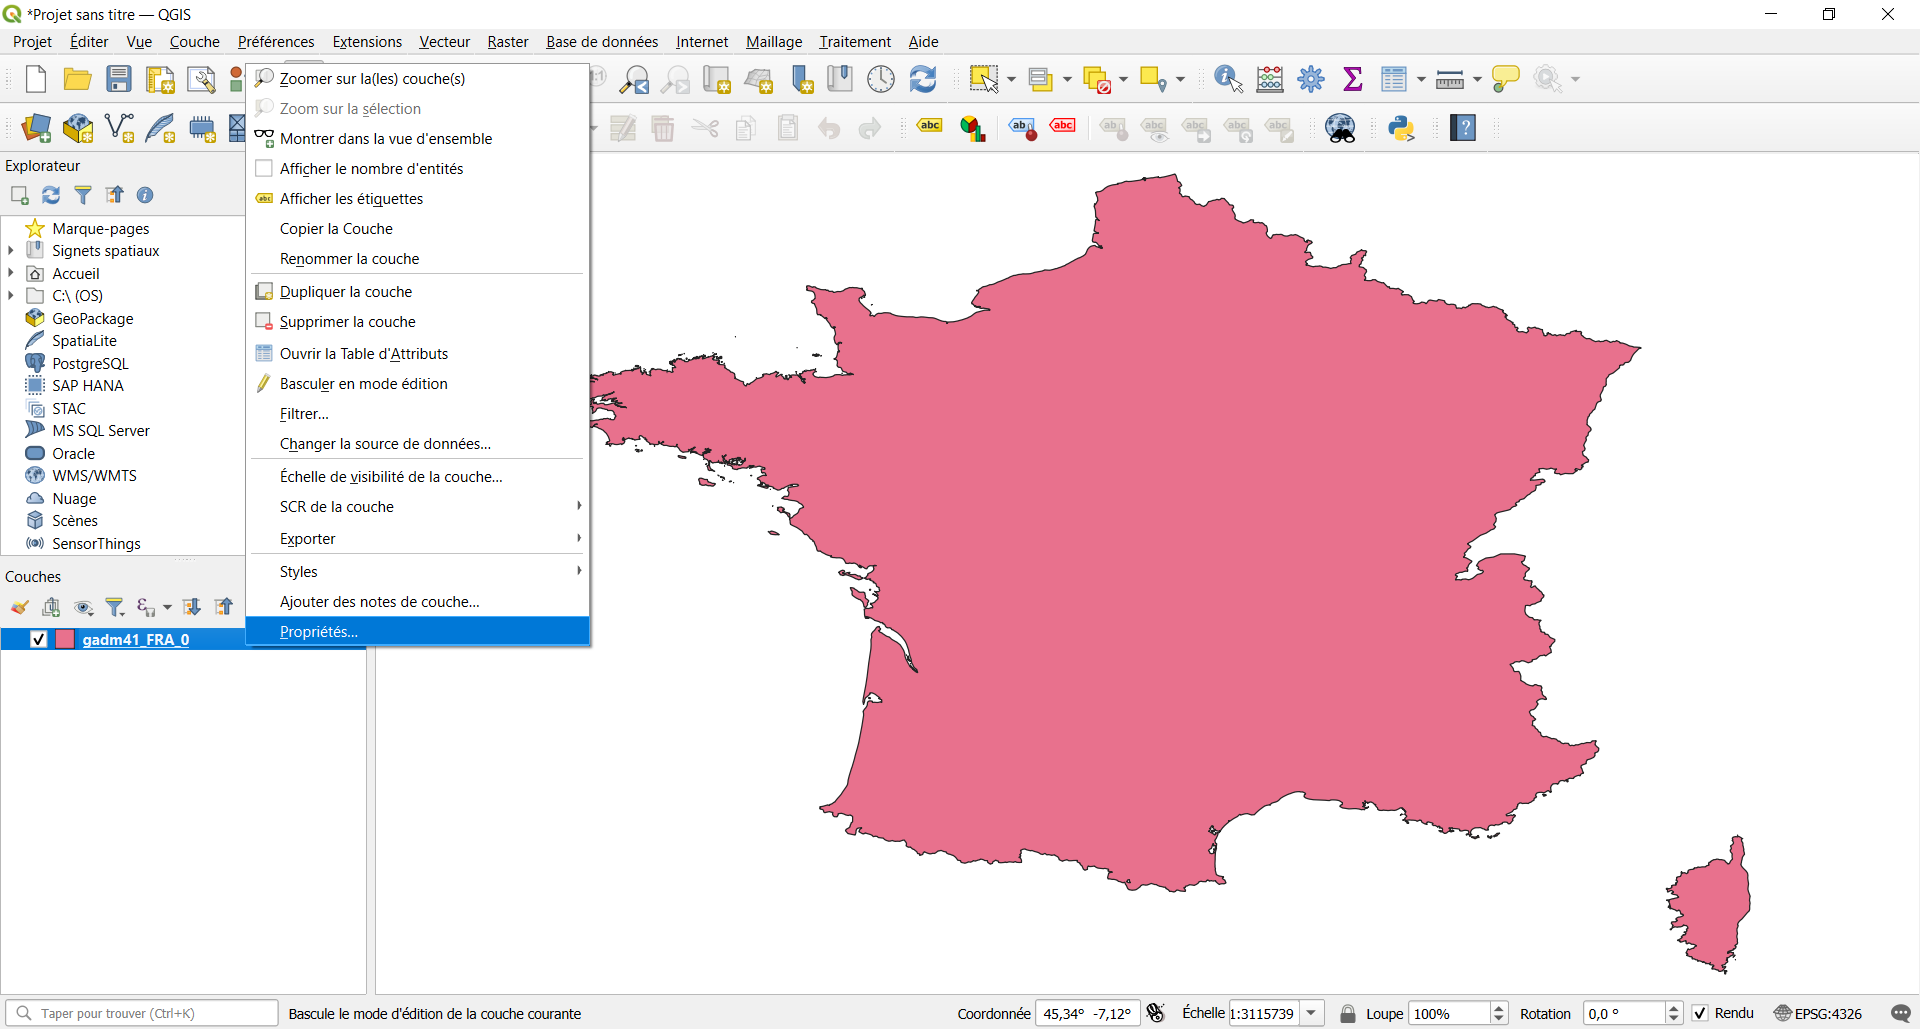 *Projet sans titre — QGIS
Projet Éditer Vue Couche Préférences Extensions Vecteur Raster Base de données Internet Maillage Traitement Aide
Zoomer sur la(les) couche(s)
Zoom sur la sélection
Montrer dans la vue d'ensemble
Afficher le nombre d'entités
Afficher les étiquettes
Copier la Couche
Renommer la couche
Dupliquer la couche
Supprimer la couche
Ouvrir la Table d'Attributs
Basculer en mode édition
Filtrer...
Changer la source de données...
Échelle de visibilité de la couche...
SCR de la couche
Exporter
Styles
Ajouter des notes de couche...
Propriétés...
abc
abc
ab
abc
Explorateur
Marque-pages
Signets spatiaux
Accueil
C:\ (OS)
GeoPackage
SpatiaLite
PostgreSQL
SAP HANA
STAC
MS SQL Server
Oracle
WMS/WMTS
Nuage
Scènes
SensorThings
Couches
gadm41_FRA_0
Taper pour trouver (Ctrl+K)
Bascule le mode d'édition de la couche courante
Coordonnée 45,34° -7,12° Échelle 1:3115739 Loupe 100% Rotation 0,0 ° Rendu EPSG:4326